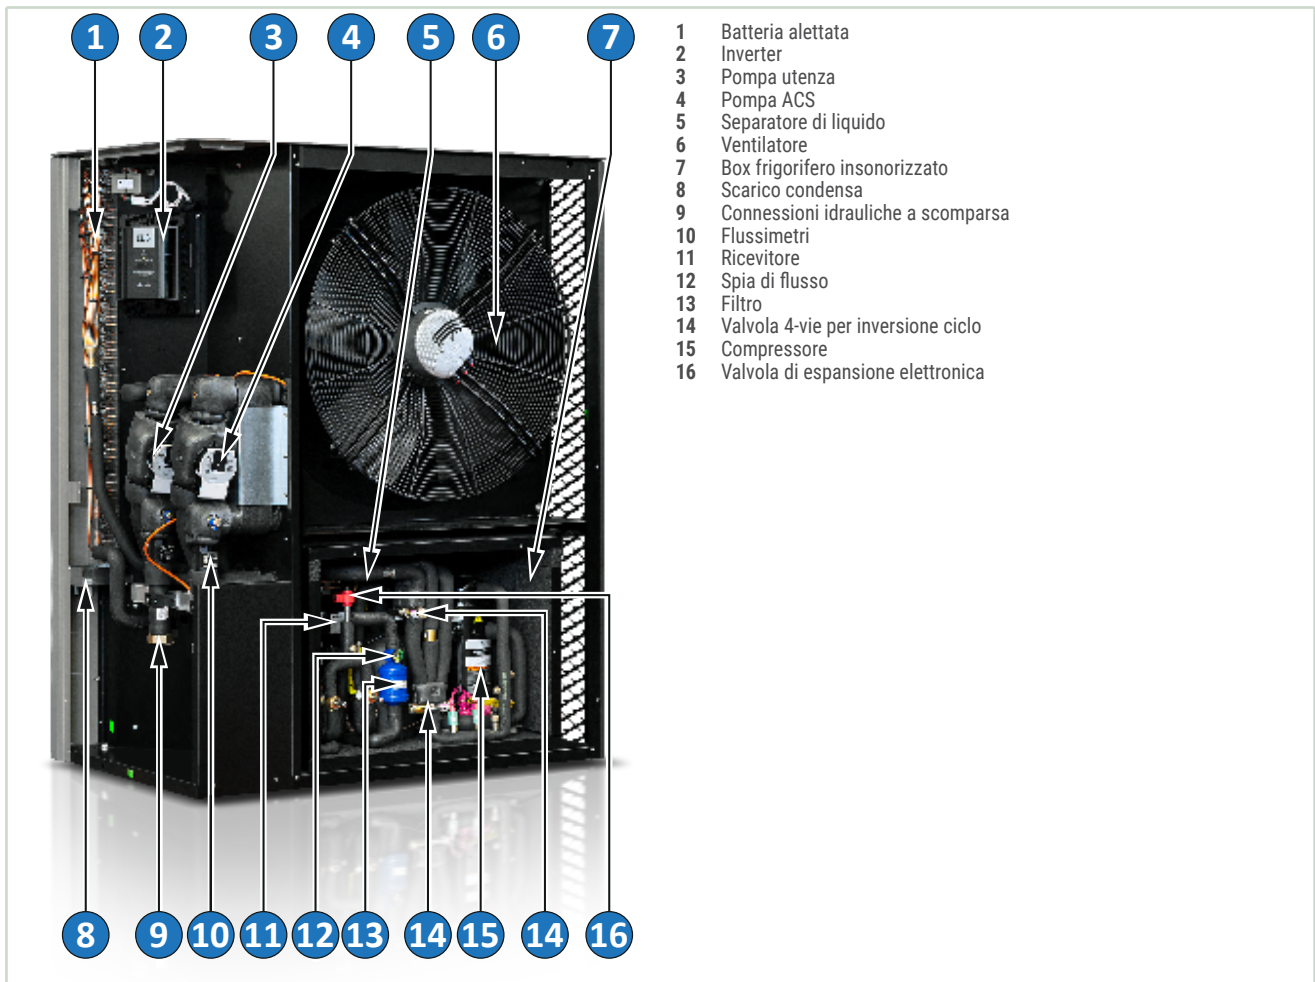 1 2 3 4 5 6 7
1 Batteria alettata
2 Inverter
3 Pompa utenza
4 Pompa ACS
5 Separatore di liquido
6 Ventilatore
7 Box frigorifero insonorizzato
8 Scarico condensa
9 Connessioni idrauliche a scomparsa
10 Flussimetri
11 Ricevitore
12 Spia di flusso
13 Filtro
14 Valvola 4-vie per inversione ciclo
15 Compressore
16 Valvola di espansione elettronica
8 9 10 11 12 13 14 15 14 16